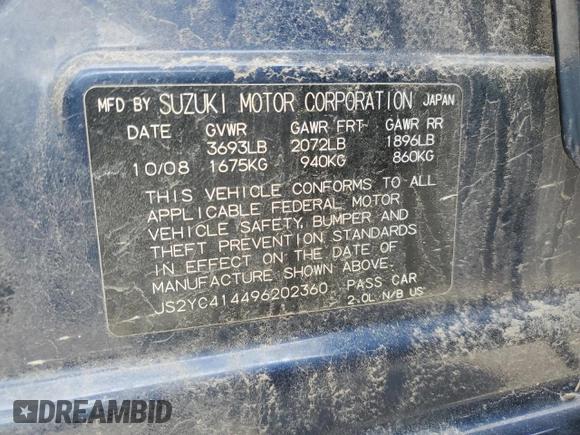 MFD BY SUZUKI MOTOR CORPORATION JAPAN
DATE GVWR GAWR FRT GAWR RR
3693LB 2072LB 1896LB
10/08 1675KG 940KG 860KG
THIS VEHICLE CONFORMS TO ALL
APPLICABLE FEDERAL MOTOR
VEHICLE SAFETY, BUMPER AND
THEFT PREVENTION STANDARDS
IN EFFECT ON THE DATE OF
MANUFACTURE SHOWN ABOVE.
JS2YC414496202360 PASS CAR
2.0L N/B US
DREAMBID